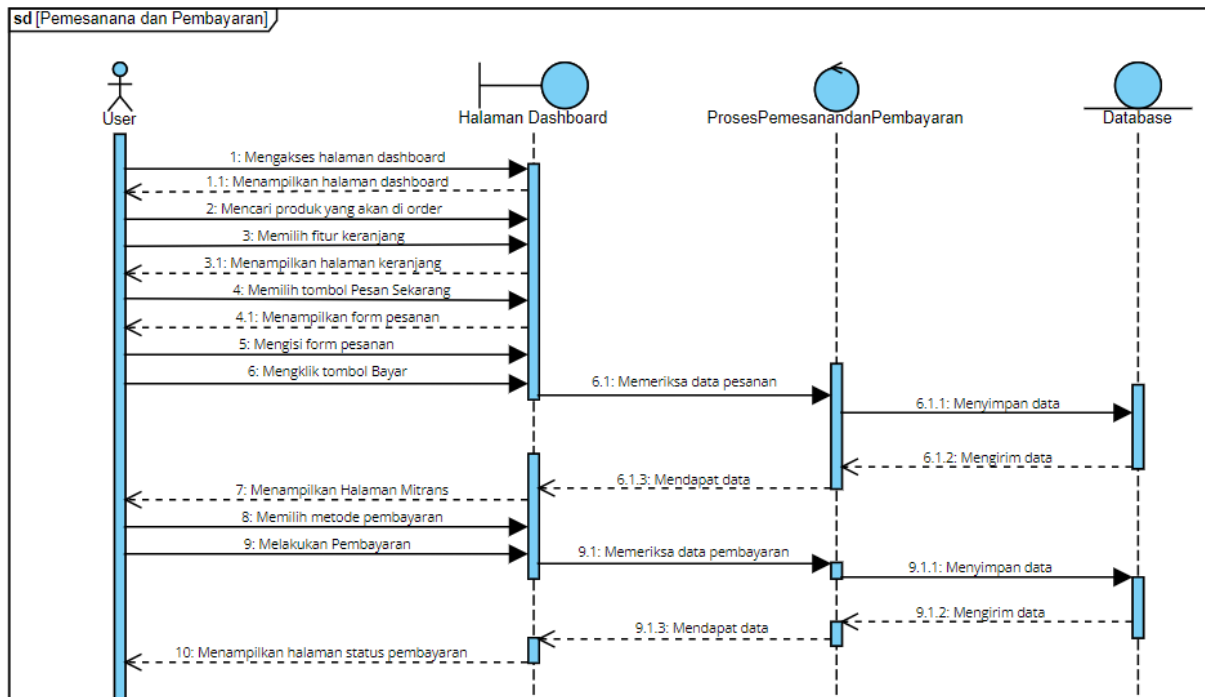 sd [Pemesanana dan Pembayaran]
User
Halaman Dashboard
ProsesPemesanandanPembayaran
Database
1: Mengakses halaman dashboard
1.1: Menampilkan halaman dashboard
2: Mencari produk yang akan di order
3: Memilih fitur keranjang
3.1: Menampilkan halaman keranjang
4: Memilih tombol Pesan Sekarang
4.1: Menampilkan form pesanan
5: Mengisi form pesanan
6: Mengklik tombol Bayar
6.1: Memeriksa data pesanan
6.1.1: Menyimpan data
6.1.2: Mengirim data
6.1.3: Mendapat data
7: Menampilkan Halaman Mitrans
8: Memilih metode pembayaran
9: Melakukan Pembayaran
9.1: Memeriksa data pembayaran
9.1.1: Menyimpan data
9.1.2: Mengirim data
9.1.3: Mendapat data
10: Menampilkan halaman status pembayaran